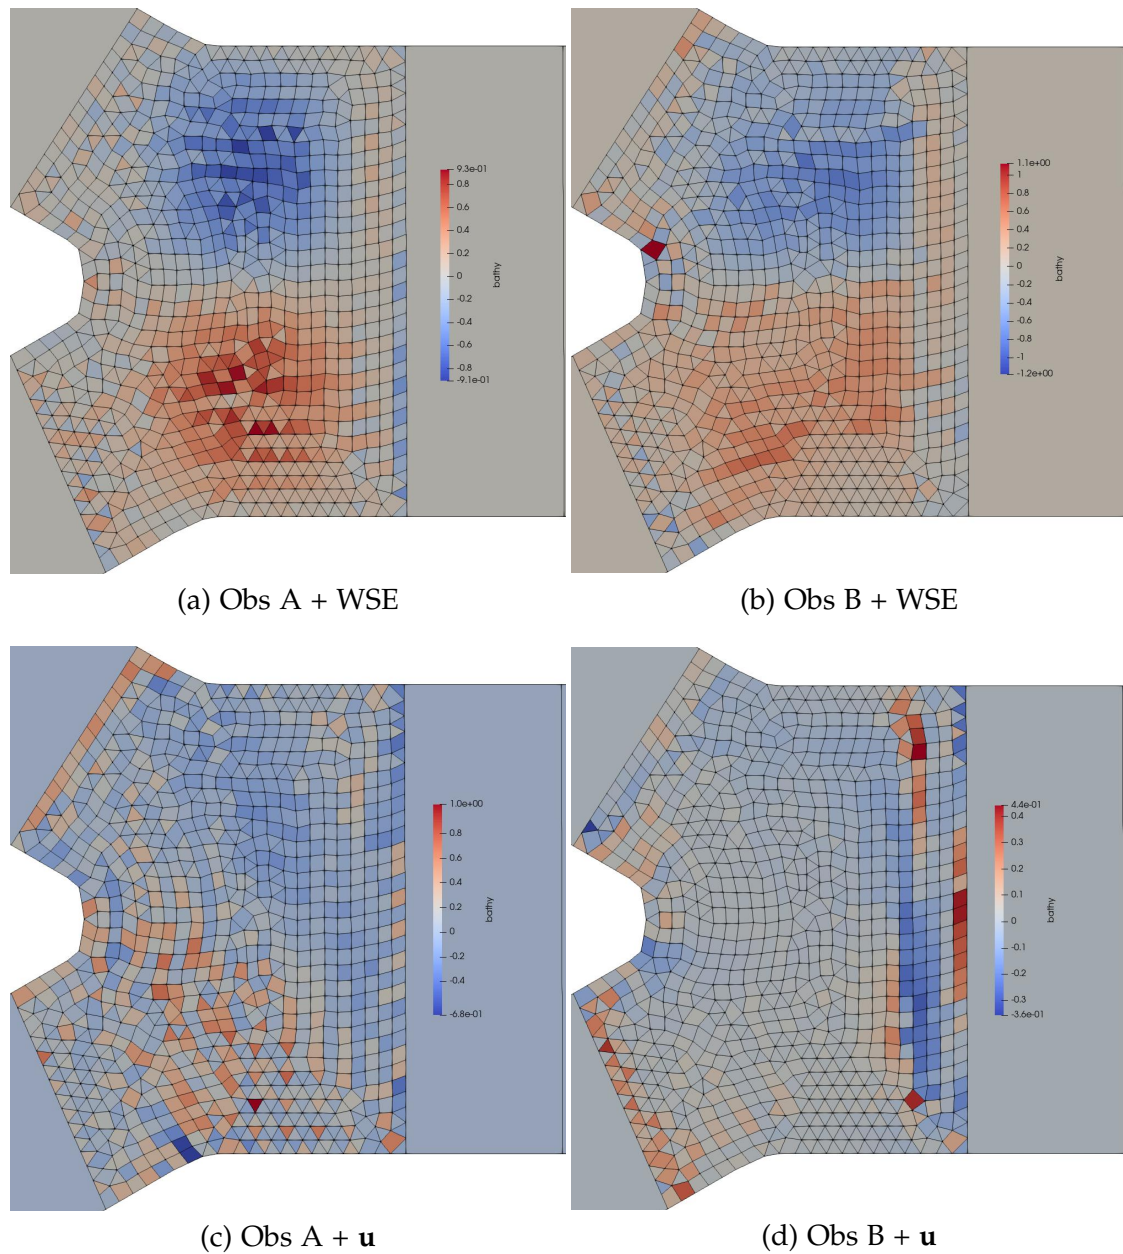 9.3e-01
0.8
0.6
0.4
0.2
0
-0.2
-0.4
-0.6
-0.8
-9.1e-01
bathy
1.1e+00
1
0.8
0.6
0.4
0.2
0
-0.2
-0.4
-0.6
-0.8
-1
-1.2e+00
bathy
(a) Obs A + WSE
(b) Obs B + WSE
1.0e+00
0.8
0.6
0.4
0.2
0
-0.2
-0.4
-6.8e-01
bathy
4.4e-01
0.4
0.3
0.2
0.1
0
-0.1
-0.2
-0.3
-3.6e-01
bathy
(c) Obs A + u
(d) Obs B + u